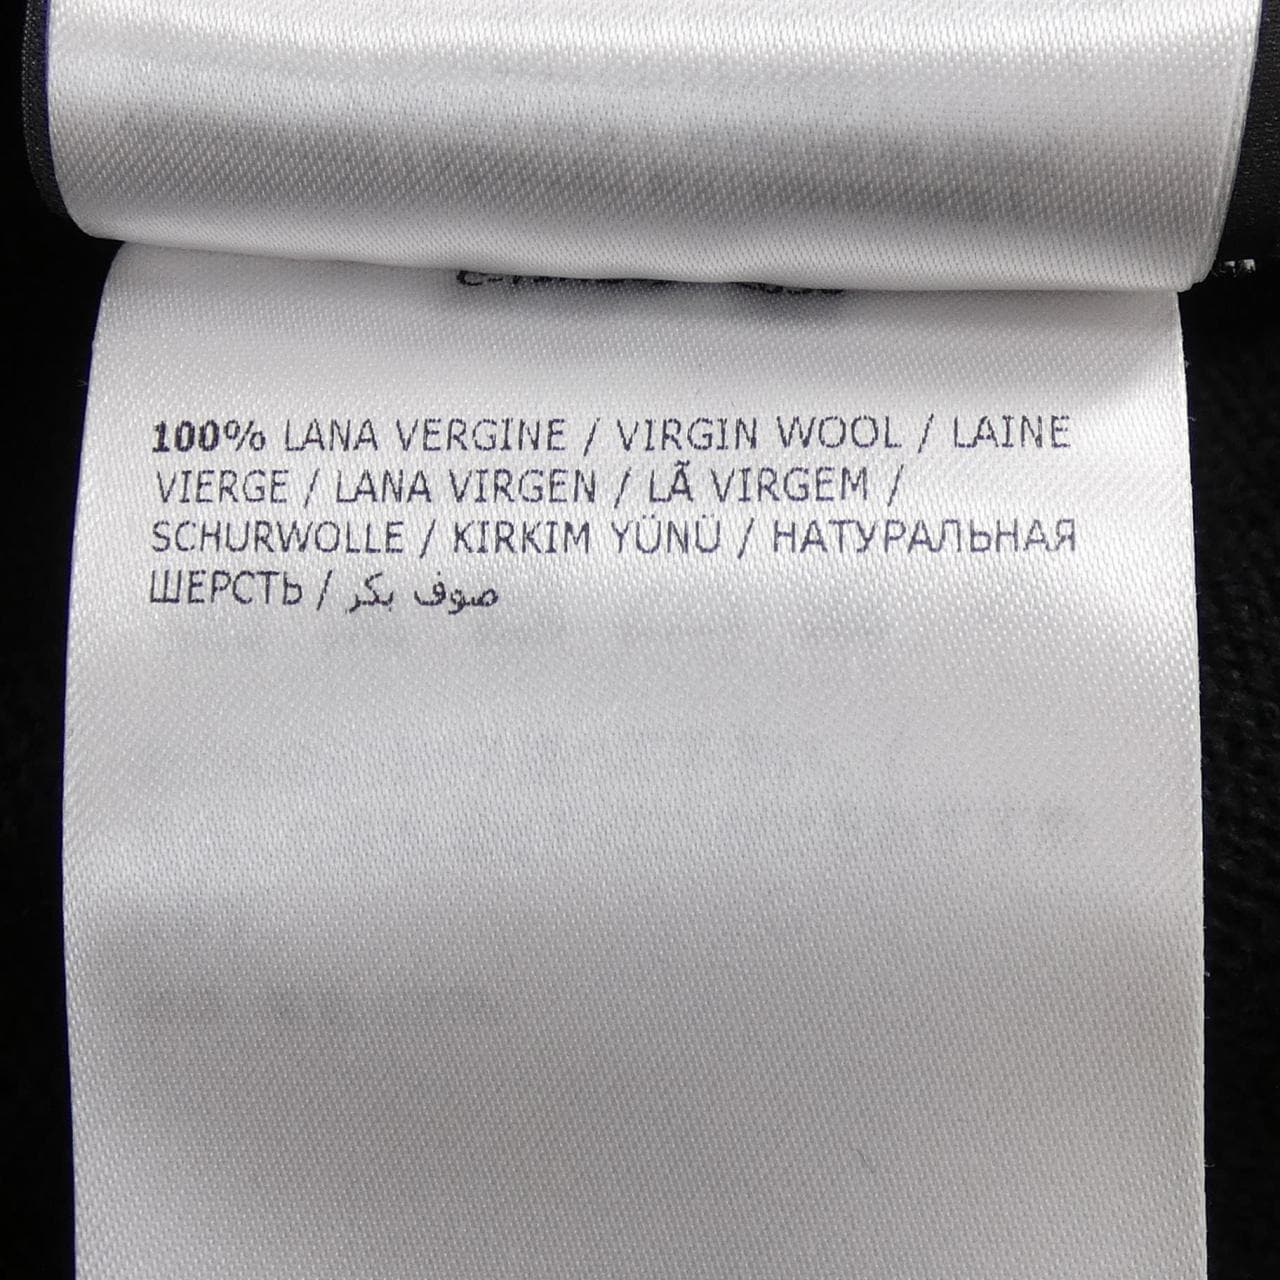 100% LANA VERGINE / VIRGIN WOOL / LAINE
VIERGE / LANA VIRGEN / LÃ VIRGEM /
SCHURWOLLE / KIRKIM YÜNÜ / НАТУРАЛЬНАЯ
ШЕРСТЬ / صوف بكر